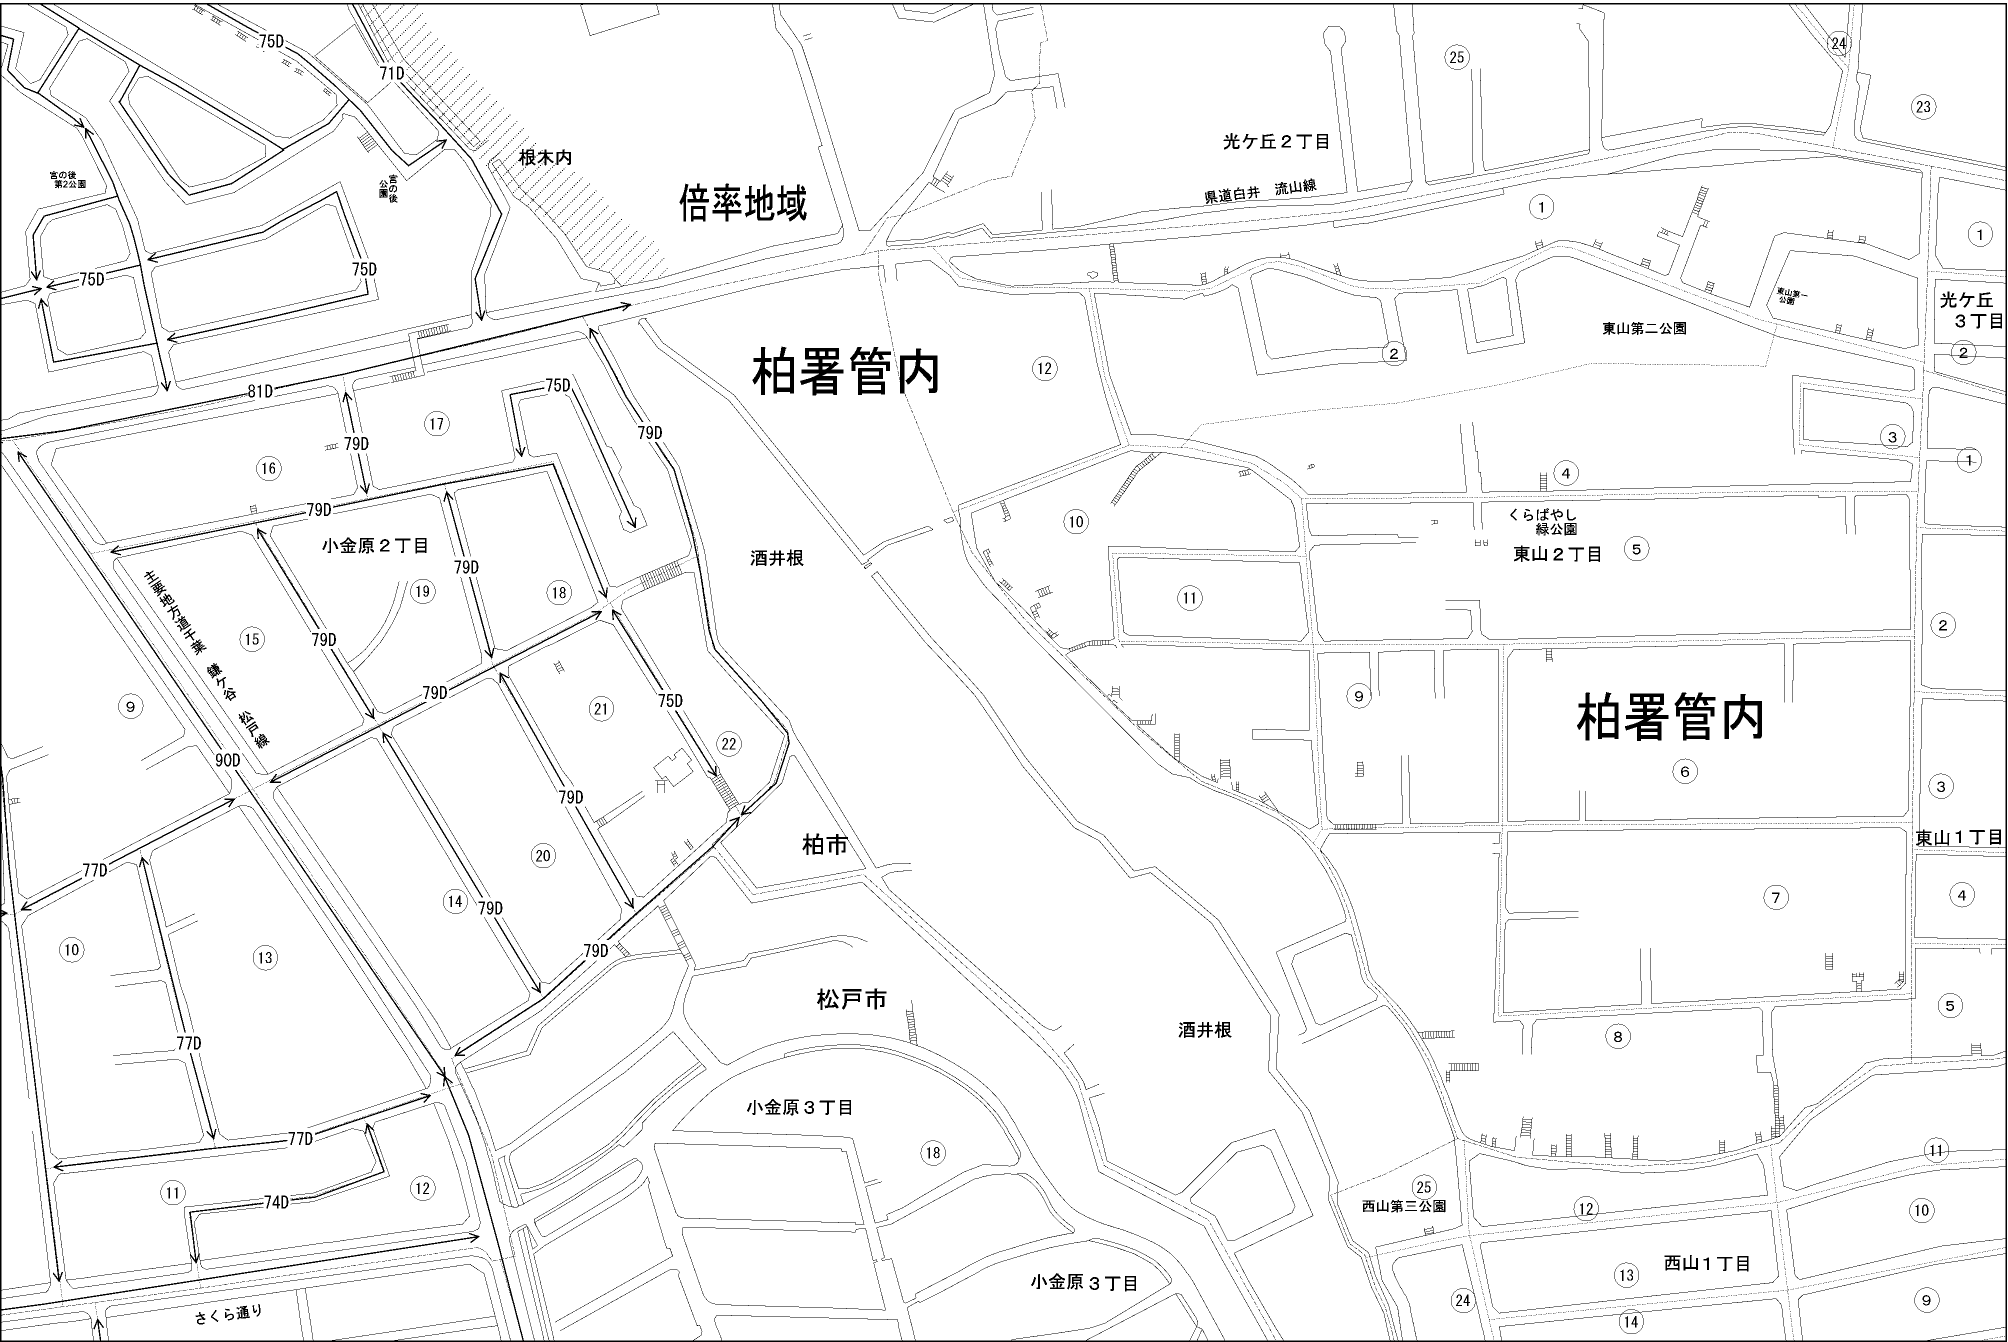 75D
71D
24
25
23
宮の後
第2公園
宮の後
公園
根木内
光ケ丘２丁目
倍率地域
県道白井　流山線
1
1
75D
75D
東山第一
公園
光ケ丘
３丁目
東山第二公園
2
2
柏署管内
12
81D
75D
17
79D
79D
16
3
1
4
79D
小金原２丁目
くらばやし
緑公園
10
東山２丁目
5
酒井根
79D
主要地方道千葉　鎌ケ谷　松戸線
19
18
11
15
79D
2
9
79D
75D
21
22
9
柏署管内
90D
6
79D
3
柏市
東山１丁目
20
77D
14
79D
7
4
10
13
79D
松戸市
5
酒井根
8
77D
小金原３丁目
77D
18
11
11
12
74D
25
西山第三公園
12
10
西山１丁目
小金原３丁目
13
24
9
さくら通り
14